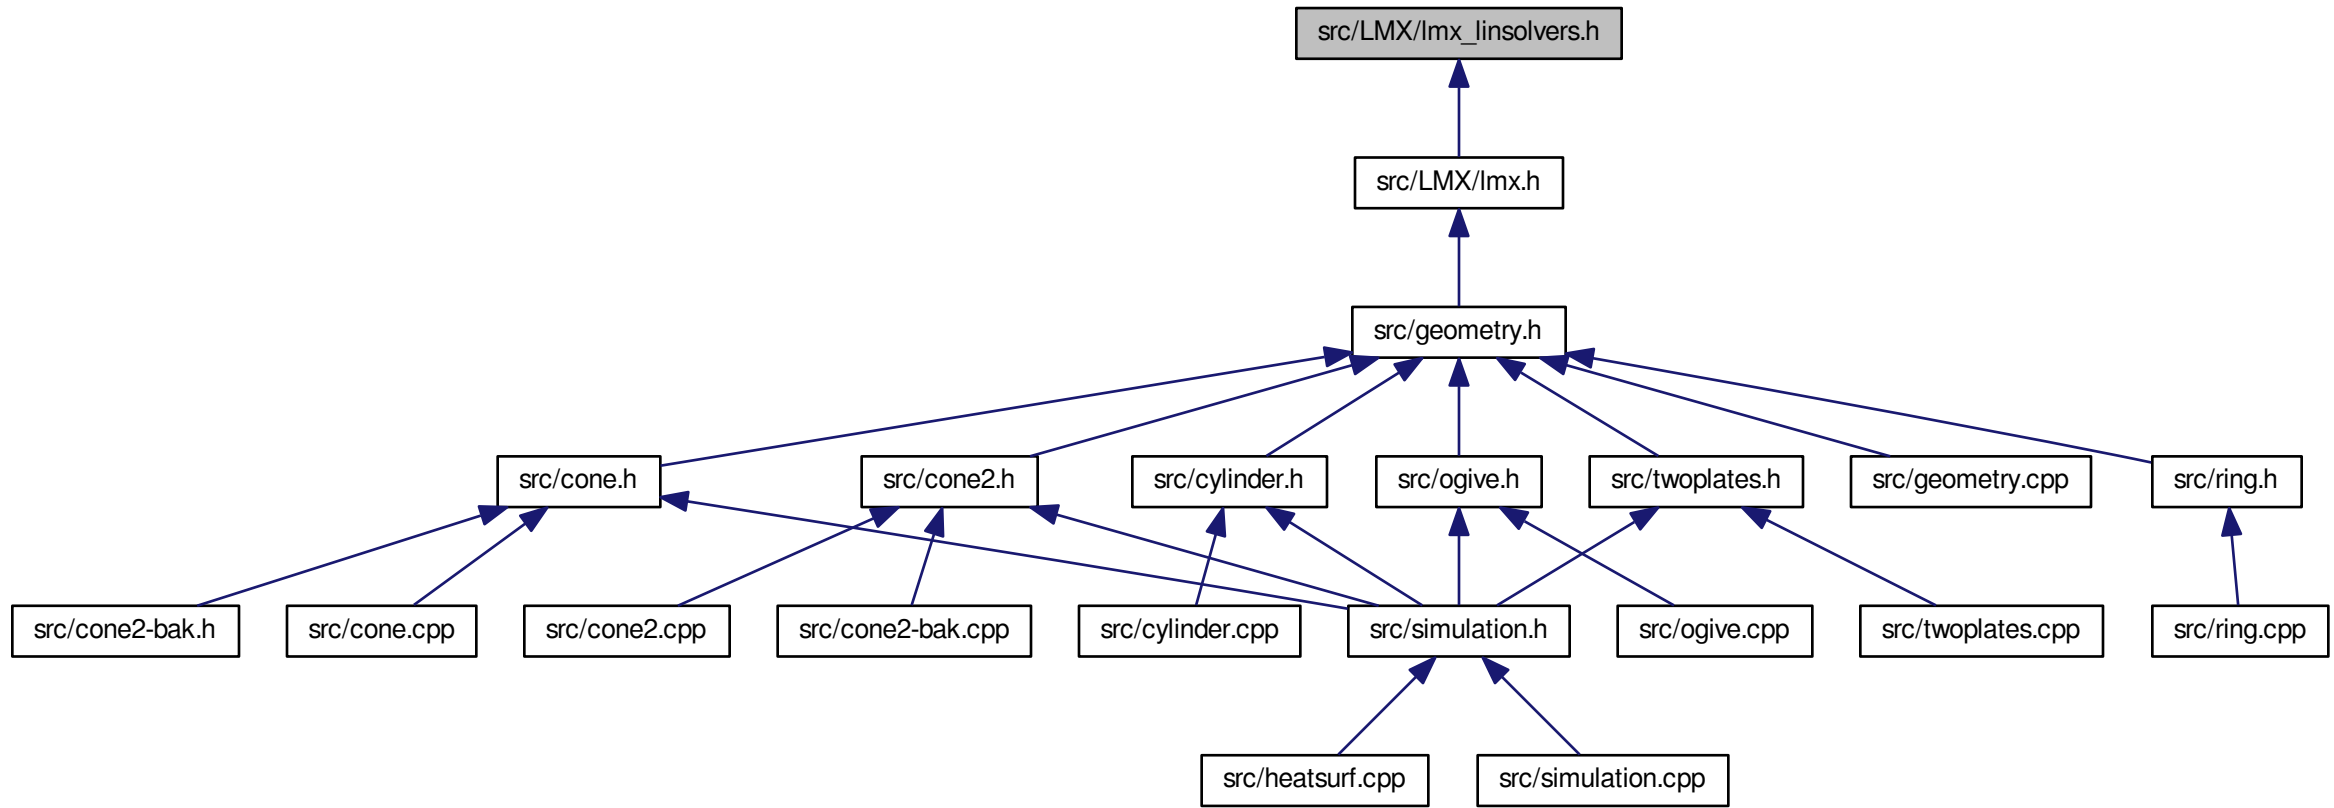 src/LMX/lmx_linsolvers.h
src/LMX/lmx.h
src/geometry.h
src/cone.h
src/cone2.h
src/cylinder.h
src/ogive.h
src/twoplates.h
src/geometry.cpp
src/ring.h
src/cone2-bak.h
src/cone.cpp
src/cone2.cpp
src/cone2-bak.cpp
src/cylinder.cpp
src/simulation.h
src/ogive.cpp
src/twoplates.cpp
src/ring.cpp
src/heatsurf.cpp
src/simulation.cpp